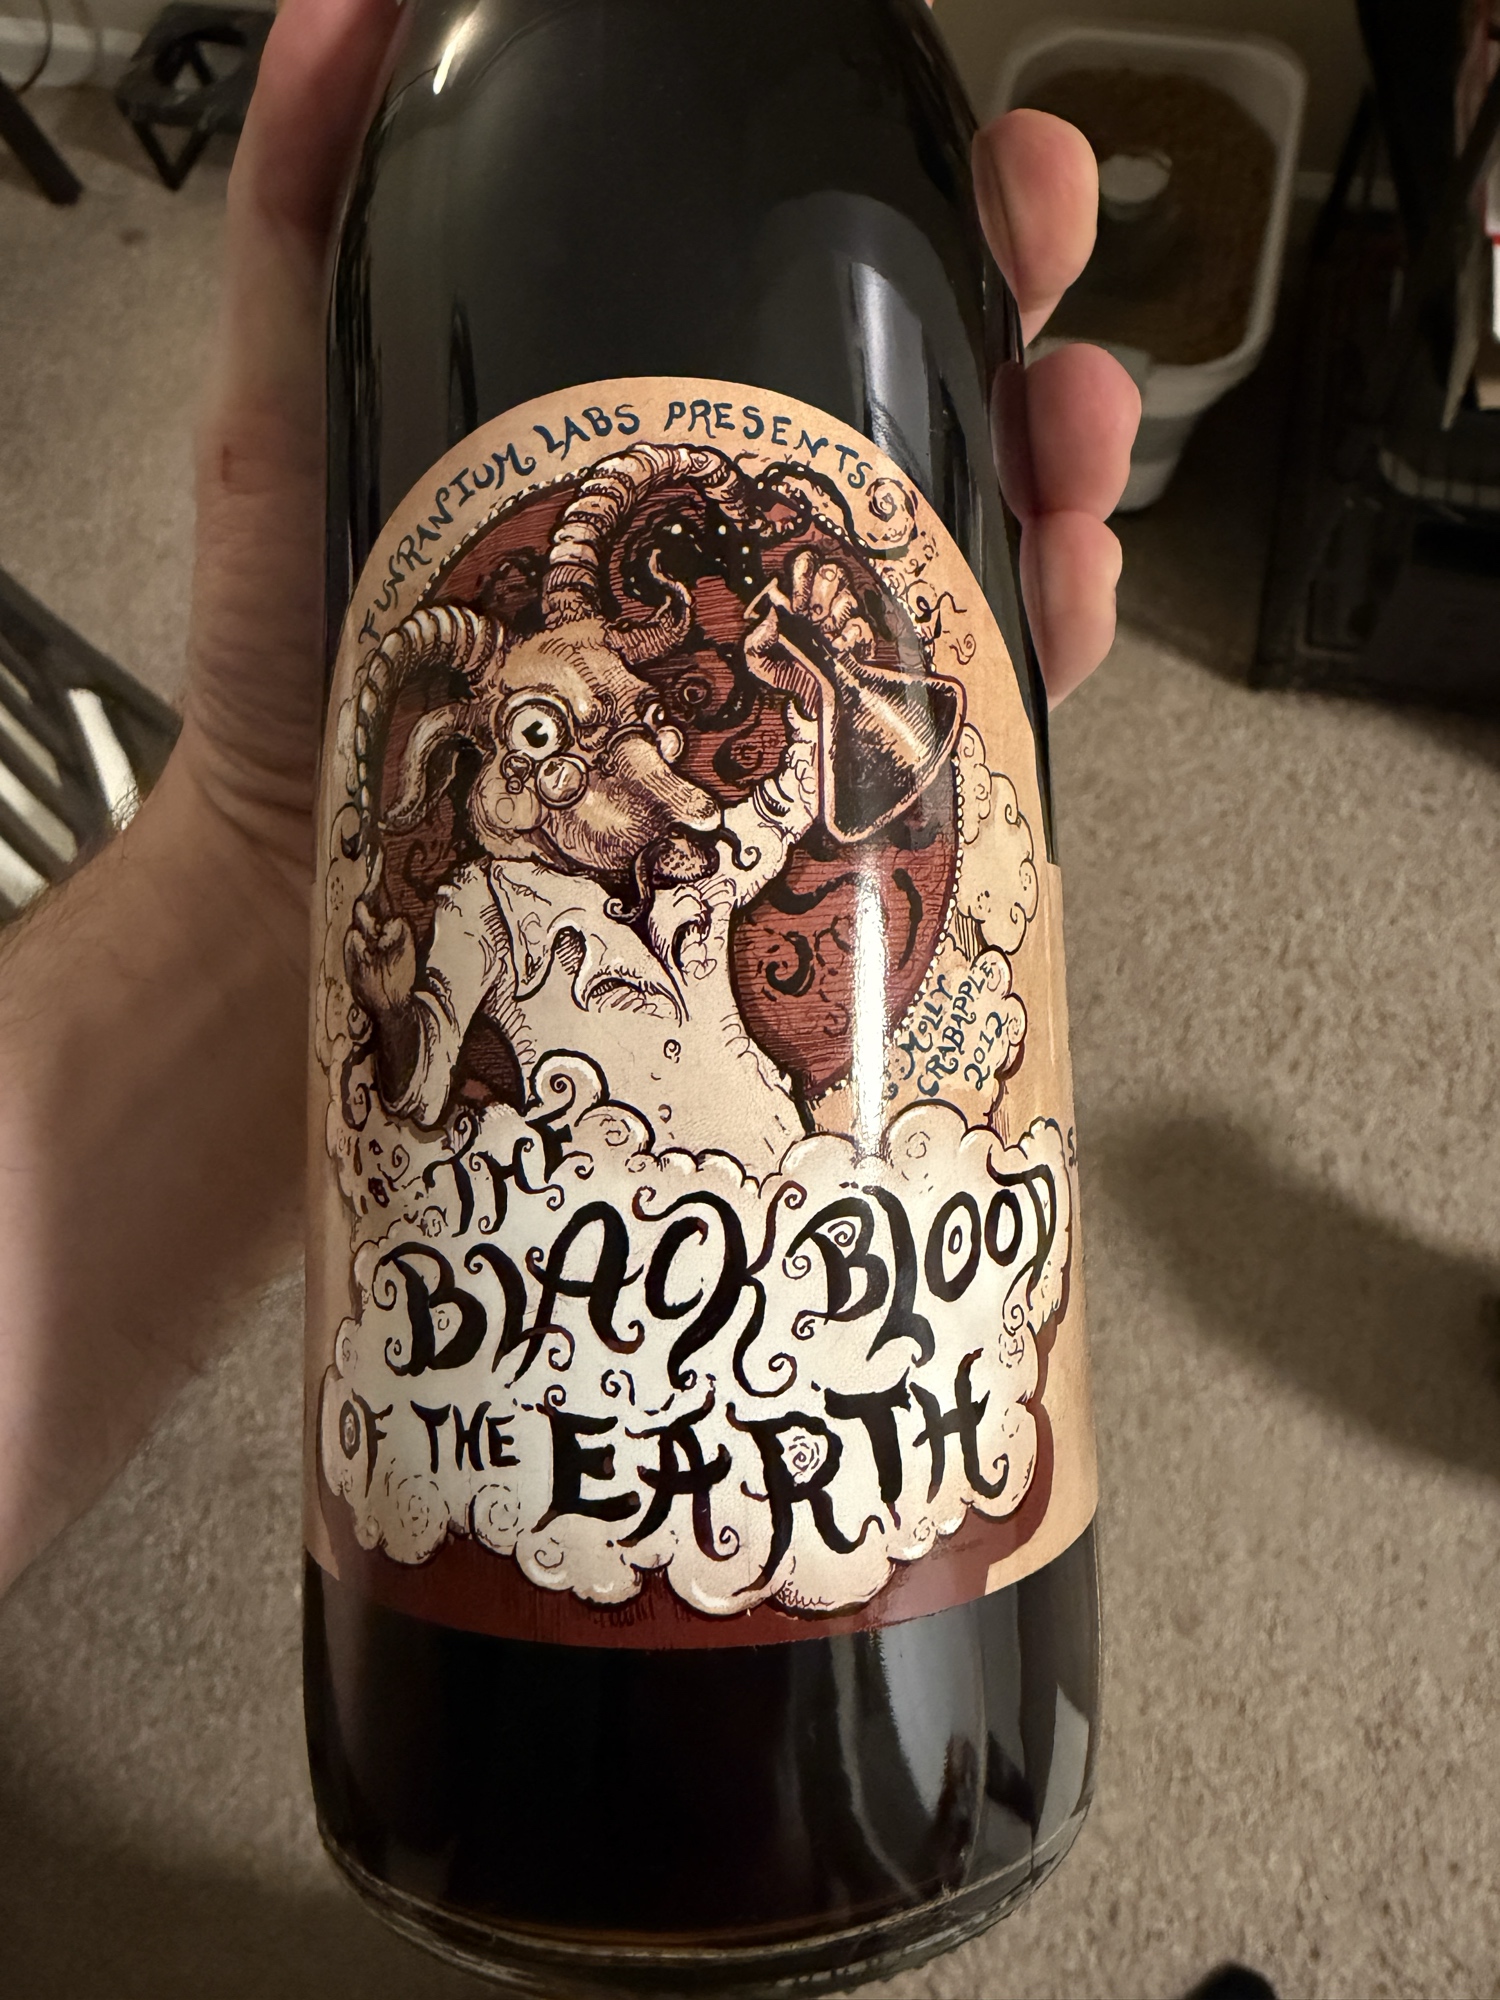 FUNRANIUM LABS PRESENTS
MOLLY
CRABAPPLE
2012
THE
BLACK BLOOD
OF THE EARTH